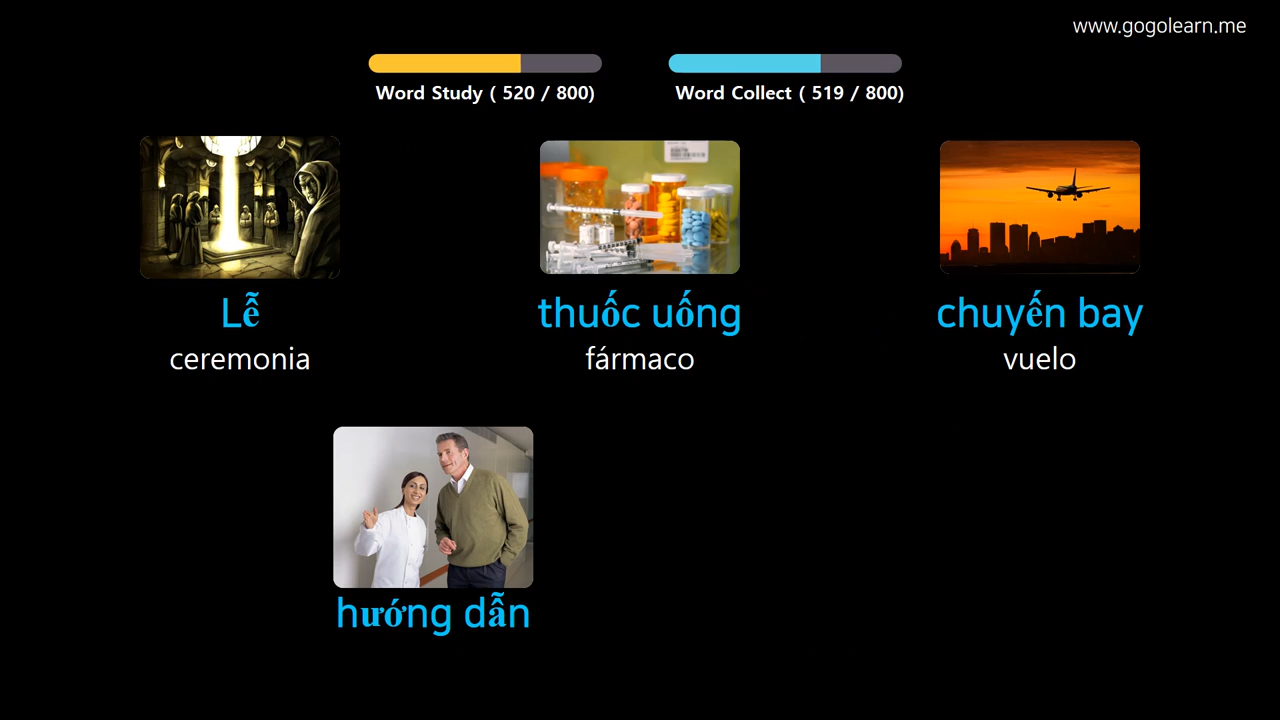 www.gogolearn.me
Word Study ( 520 / 800)
Word Collect ( 519 / 800)
Lễ
thuốc uống
chuyến bay
ceremonia
fármaco
vuelo
hướng dẫn